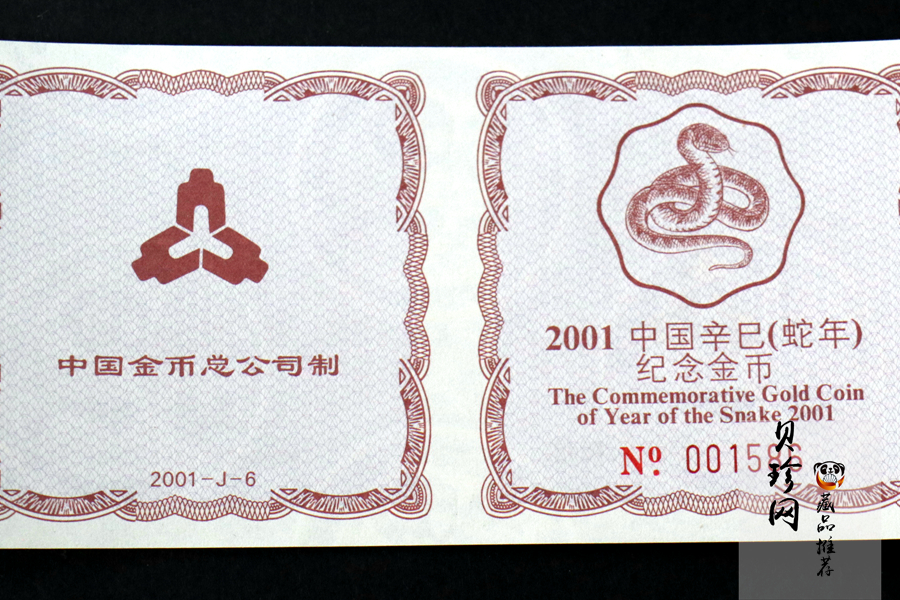 中国金币总公司制
2001-J-6
2001 中国辛巳(蛇年)
纪念金币
The Commemorative Gold Coin
of Year of the Snake 2001
Nº 001586
贝珍网
藏品推荐